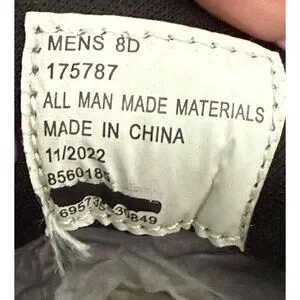 MENS 8D
175787
ALL MAN MADE MATERIALS
MADE IN CHINA
11/2022